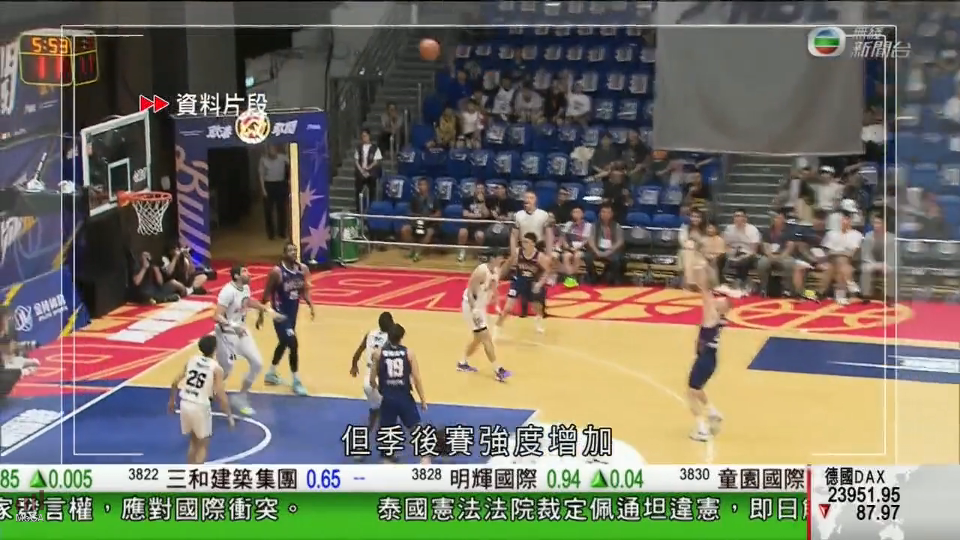 5:53
無綫
新聞台
資料片段
26
19
但季後賽強度增加
85 ▲0.005 3822 三和建築集團 0.65 -- 3828 明輝國際 0.94 ▲0.04 3830 童園國際
德國DAX
23951.95
▼ 87.97
言權，應對國際衝突。 泰國憲法法院裁定佩通坦違憲，即日